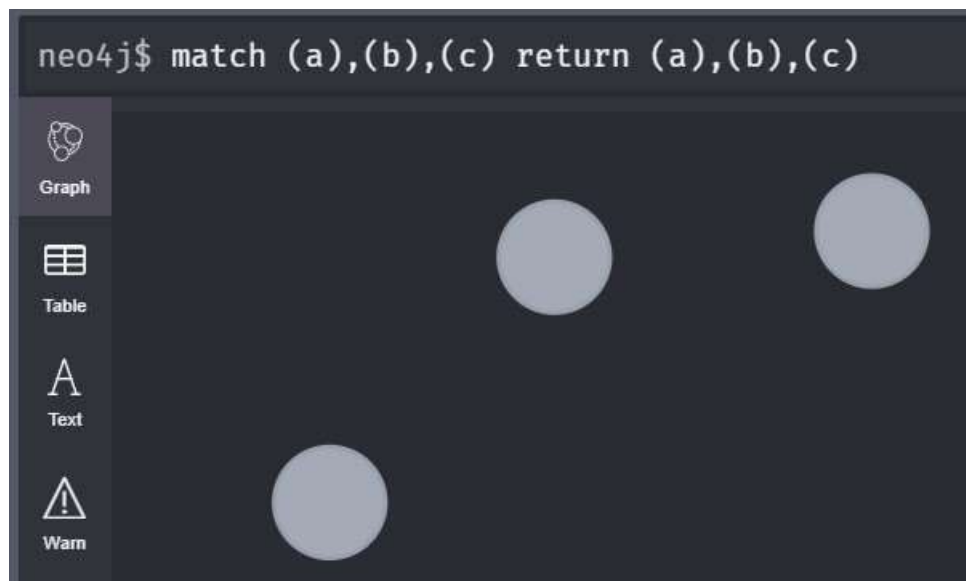 neo4j$ match (a),(b),(c) return (a),(b),(c)
Graph
Table
A
Text
Warn